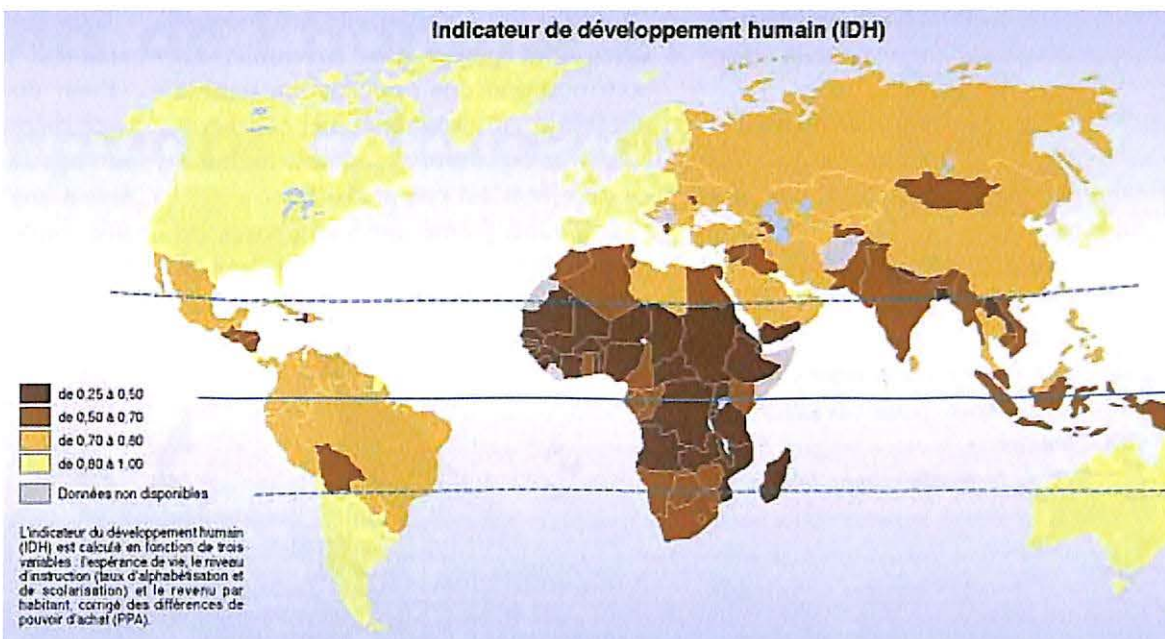 Indicateur de développement humain (IDH)
de 0,25 à 0,50
de 0,50 à 0,70
de 0,70 à 0,80
de 0,80 à 1,00
Données non disponibles
L'indicateur du développement humain
(IDH) est calculé en fonction de trois
variables : l'espérance de vie, le niveau
d'instruction (taux d'alphabétisation et
de scolarisation) et le revenu par
habitant, corrigé des différences de
pouvoir d'achat (PPA).